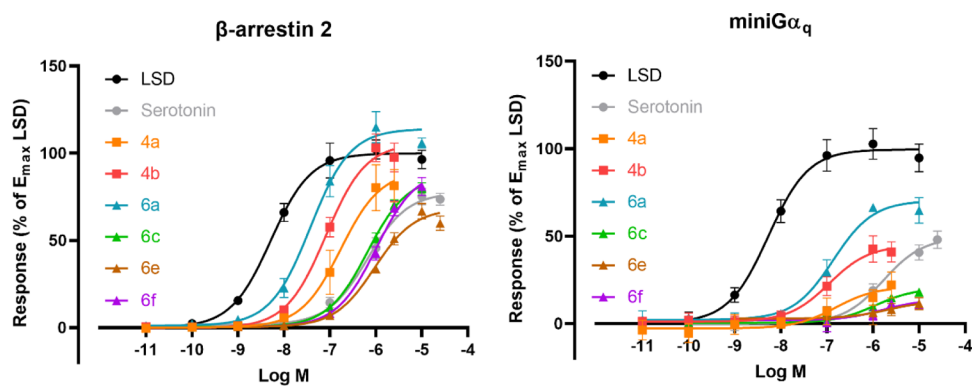 β-arrestin 2
Response (% of Emax LSD)
150
100
50
0
LSD
Serotonin
4a
4b
6a
6c
6e
6f
-11 -10 -9 -8 -7 -6 -5 -4
Log M
miniGαq
Response (% of Emax LSD)
150
100
50
0
LSD
Serotonin
4a
4b
6a
6c
6e
6f
-11 -10 -9 -8 -7 -6 -5 -4
Log M